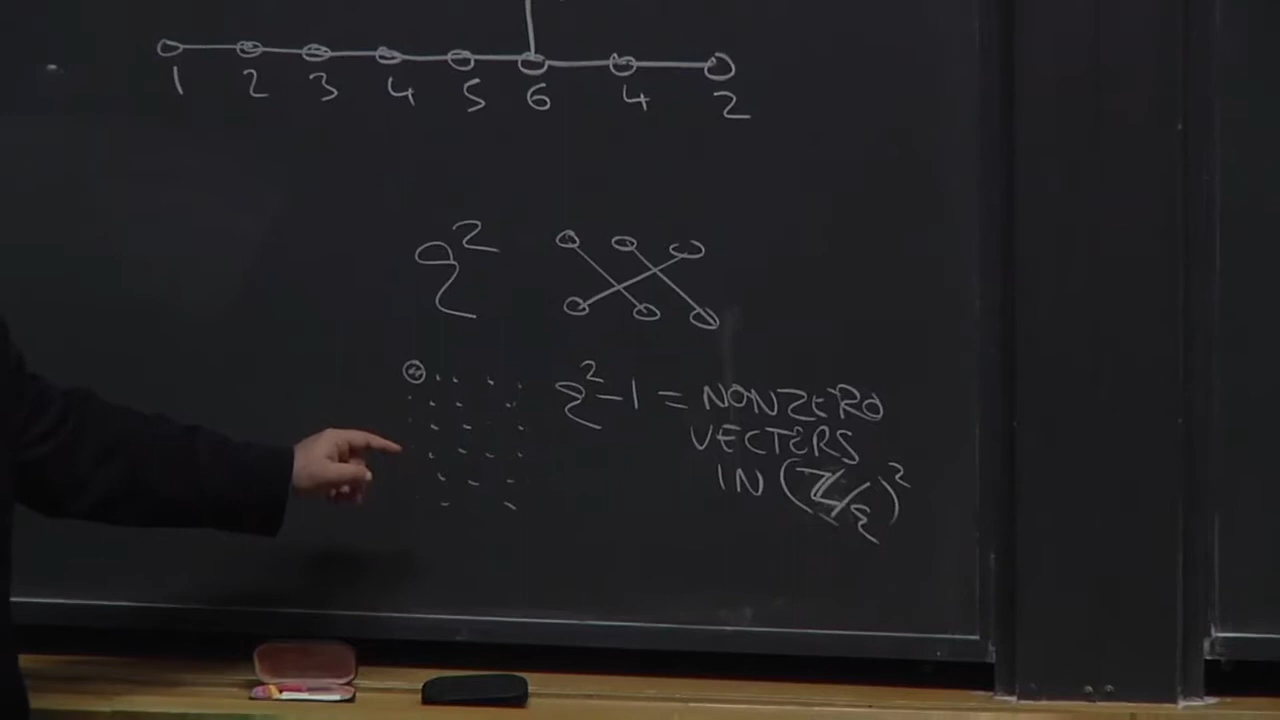 1 2 3 4 5 6 4 2
q²
q²-1 = NONZERO
VECTERS
IN (ℤ/q)²